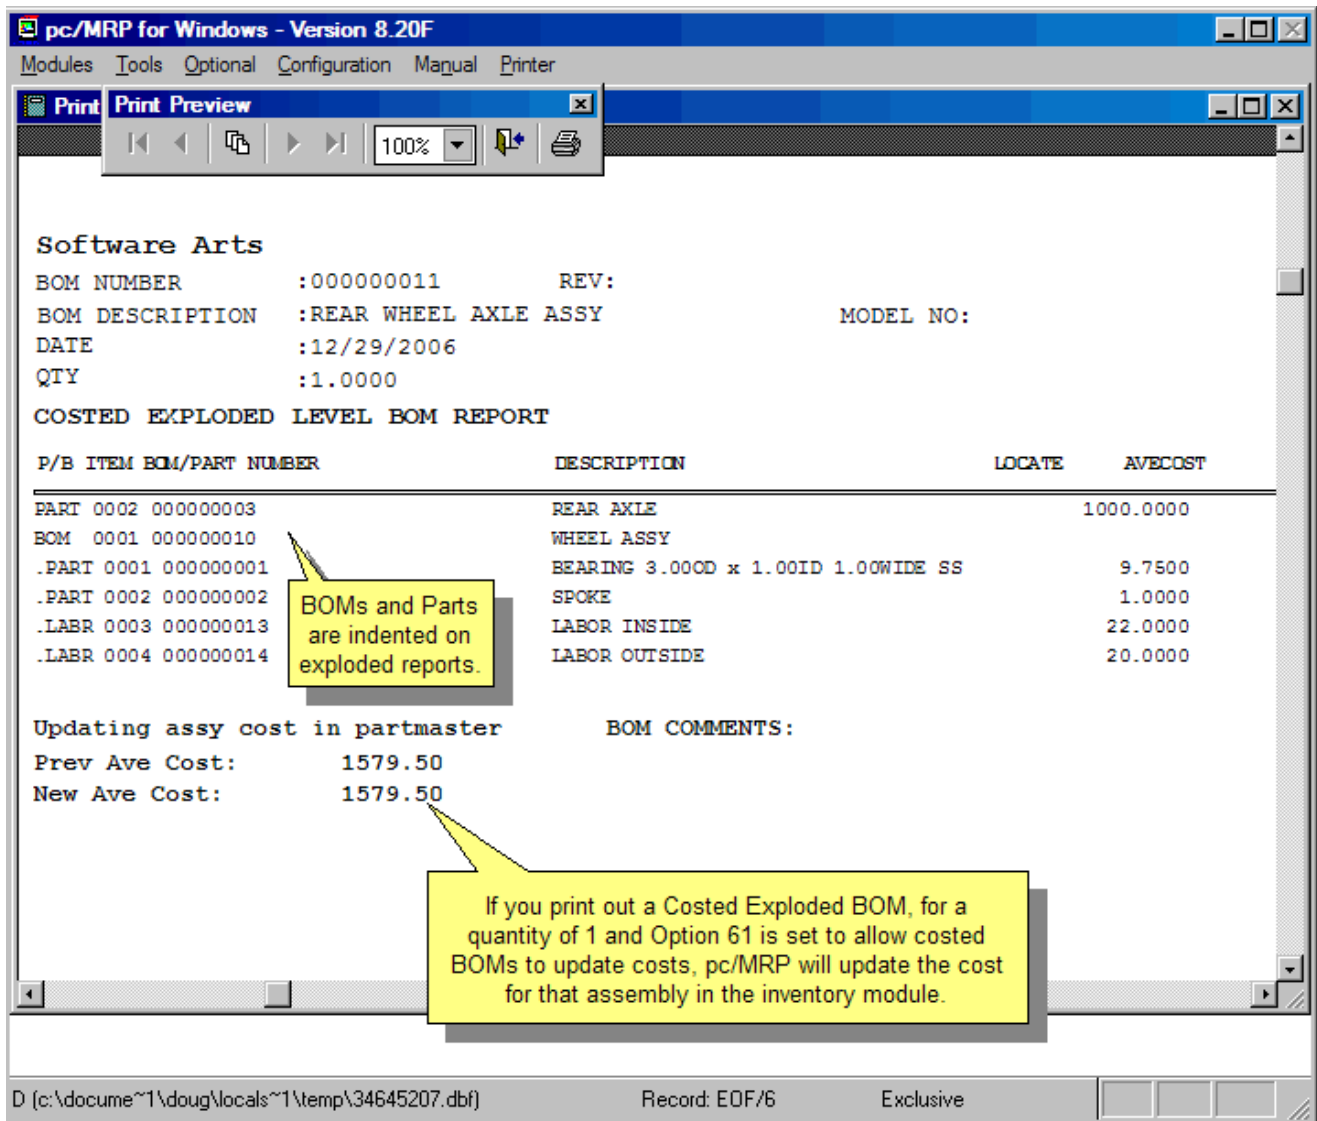 pc/MRP for Windows - Version 8.20F
Modules Tools Optional Configuration Manual Printer
Print Print Preview
100%
Software Arts
BOM NUMBER :000000011 REV:
BOM DESCRIPTION :REAR WHEEL AXLE ASSY MODEL NO:
DATE :12/29/2006
QTY :1.0000
COSTED EXPLODED LEVEL BOM REPORT
P/B ITEM BOM/PART NUMBER DESCRIPTION LOCATE AVECOST
PART 0002 000000003 REAR AXLE 1000.0000
BOM 0001 000000010 WHEEL ASSY
.PART 0001 000000001 BEARING 3.00OD x 1.00ID 1.00WIDE SS 9.7500
.PART 0002 000000002 SPOKE 1.0000
.LABR 0003 000000013 LABOR INSIDE 22.0000
.LABR 0004 000000014 LABOR OUTSIDE 20.0000
BOMs and Parts
are indented on
exploded reports.
Updating assy cost in partmaster BOM COMMENTS:
Prev Ave Cost: 1579.50
New Ave Cost: 1579.50
If you print out a Costed Exploded BOM, for a
quantity of 1 and Option 61 is set to allow costed
BOMs to update costs, pc/MRP will update the cost
for that assembly in the inventory module.
D (c:\docume~1\doug\locals~1\temp\34645207.dbf) Record: EOF/6 Exclusive